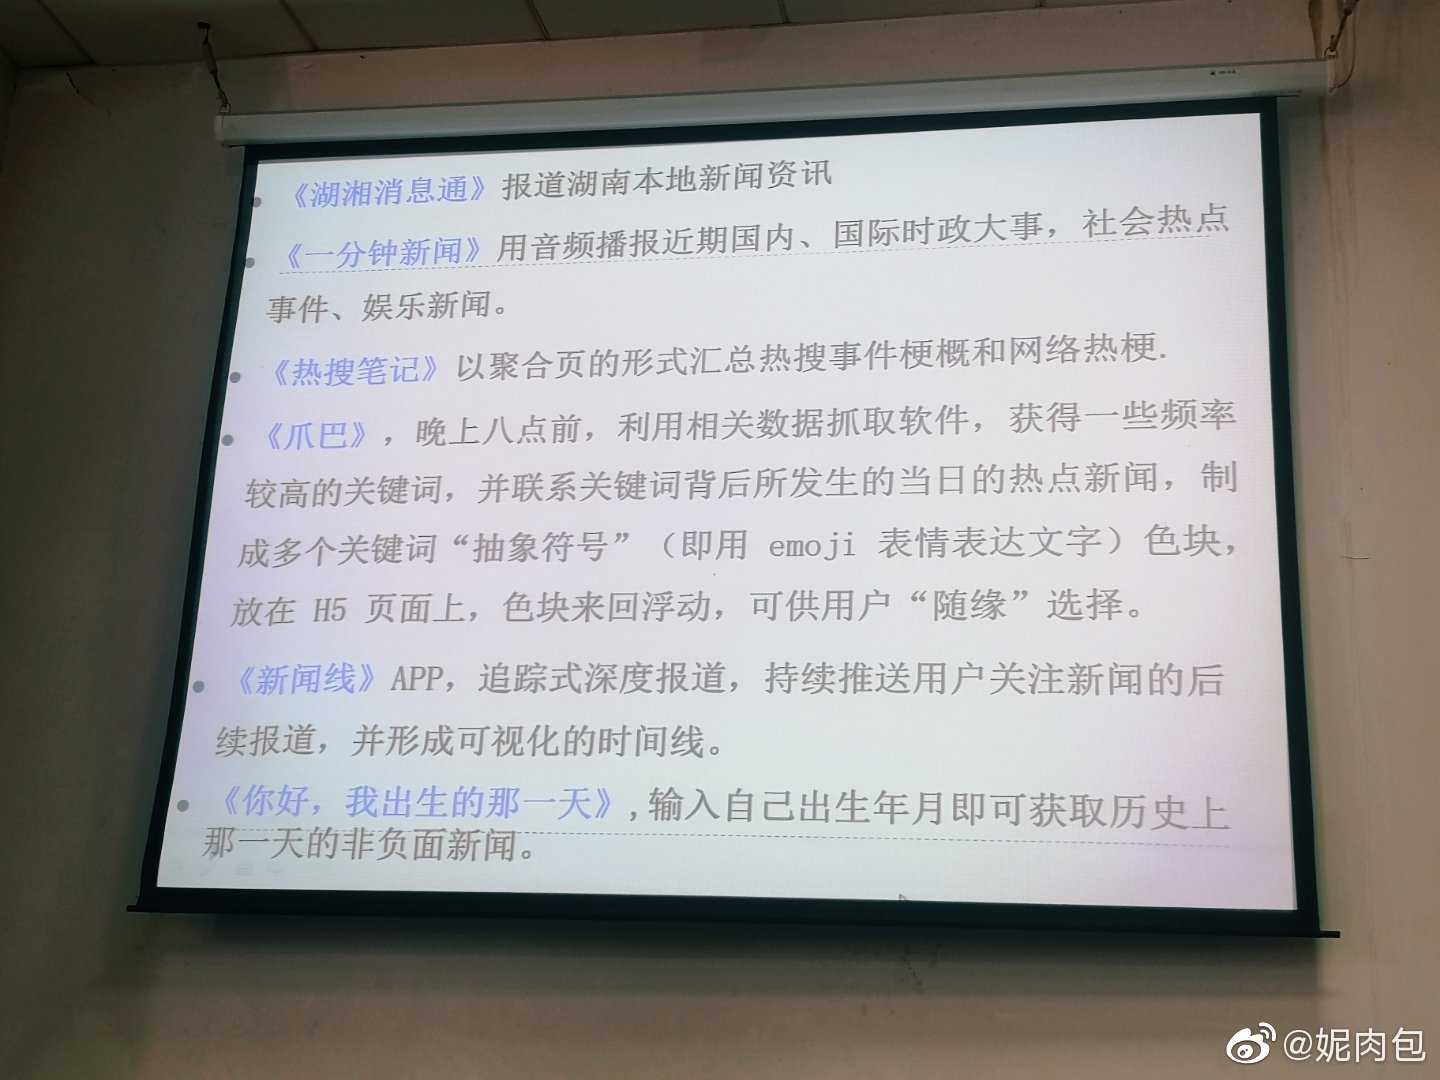 《湖湘消息通》报道湖南本地新闻资讯
《一分钟新闻》用音频播报近期国内、国际时政大事，社会热点
事件、娱乐新闻。
《热搜笔记》以聚合页的形式汇总热搜事件梗概和网络热梗.
《爪巴》，晚上八点前，利用相关数据抓取软件，获得一些频率
较高的关键词，并联系关键词背后所发生的当日的热点新闻，制
成多个关键词“抽象符号”（即用 emoji 表情表达文字）色块，
放在 H5 页面上，色块来回浮动，可供用户“随缘”选择。
《新闻线》APP，追踪式深度报道，持续推送用户关注新闻的后
续报道，并形成可视化的时间线。
《你好，我出生的那一天》,输入自己出生年月即可获取历史上
那一天的非负面新闻。
@妮肉包